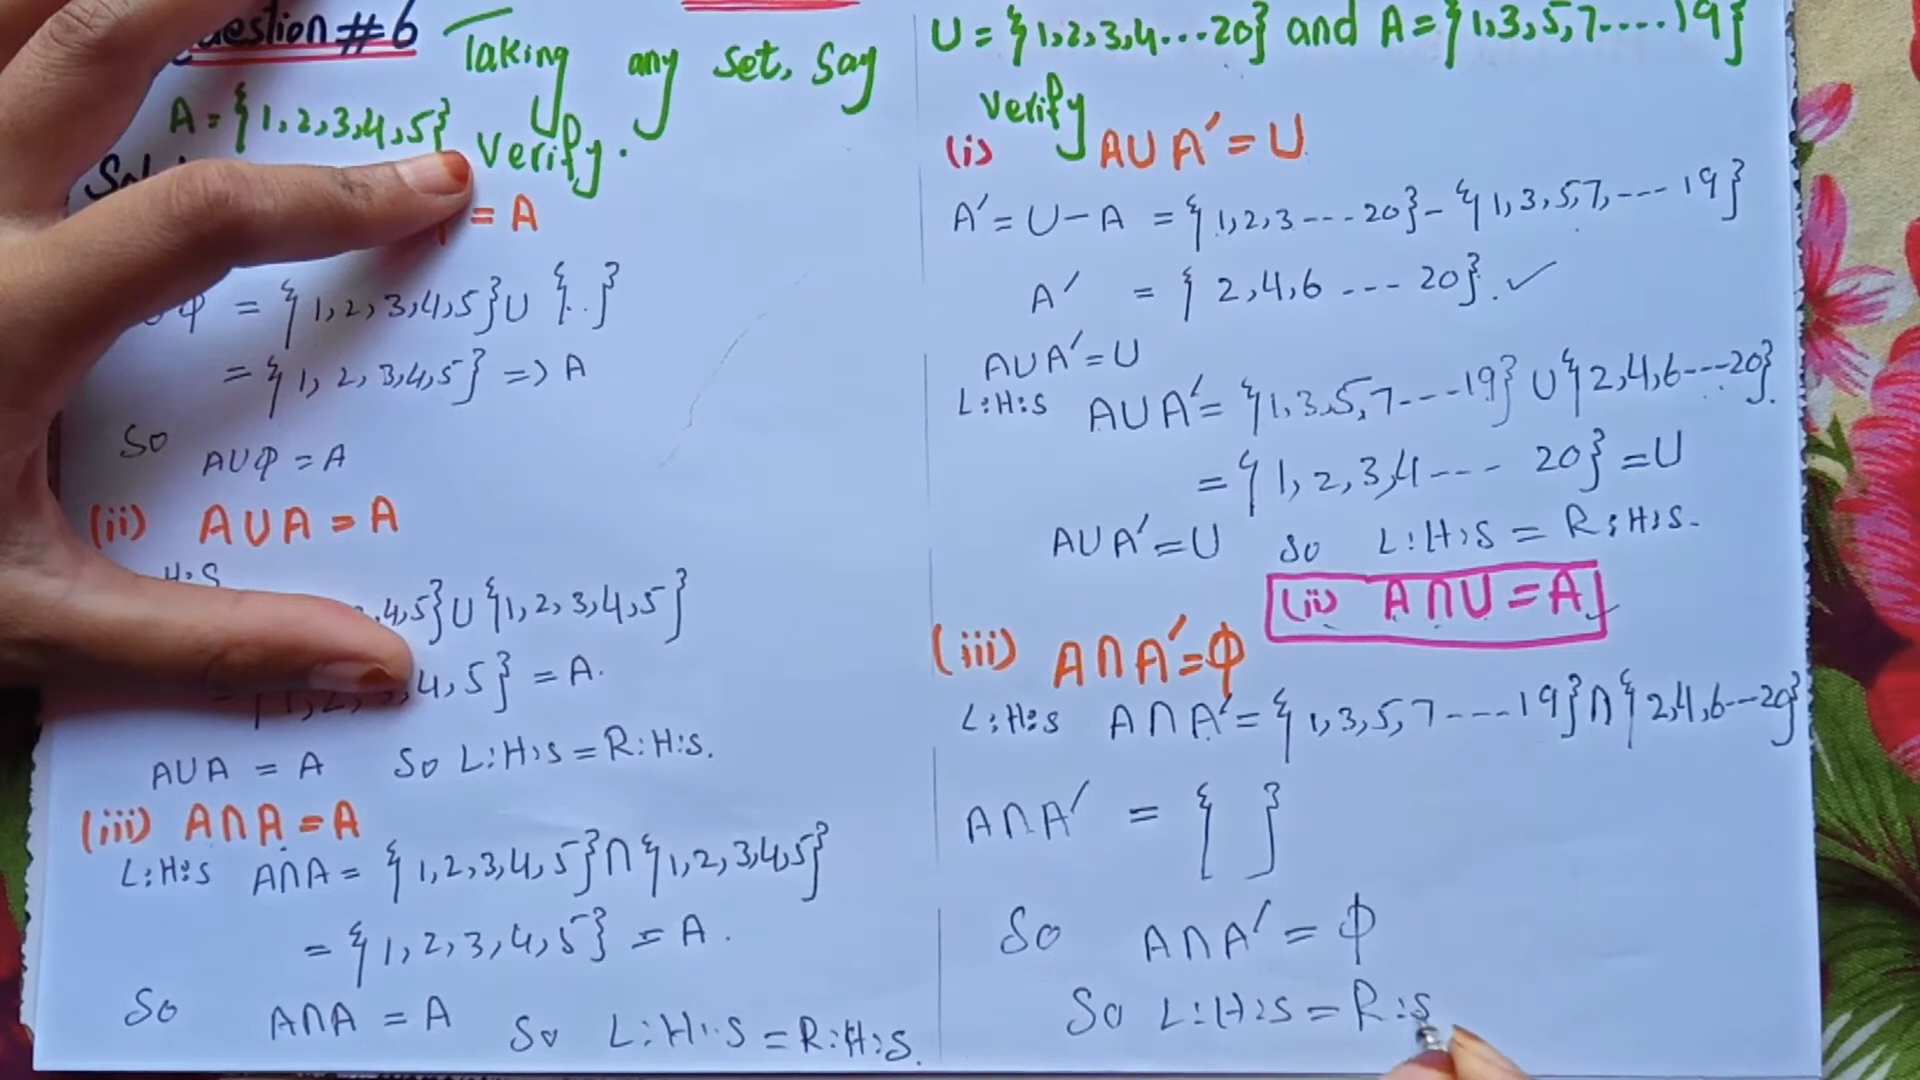 Question #6 Taking any set, say
A = {1,2,3,4,5} Verify.
= A
φ = {1,2,3,4,5} ∪ {..}
= {1,2,3,4,5} => A
So A∪φ = A
(ii) A∪A = A
H:S
4,5} ∪ {1,2,3,4,5}
4,5} = A.
A∪A = A So L:H:S = R:H:S.
(iii) A∩A = A
L:H:S A∩A = {1,2,3,4,5} ∩ {1,2,3,4,5}
= {1,2,3,4,5} = A.
So A∩A = A So L:H:S = R:H:S.
U = {1,2,3,4...20} and A = {1,3,5,7....19}
verify
(i) A∪A' = U
A' = U - A = {1,2,3---20} - {1,3,5,7,---19}
A' = {2,4,6 --- 20}. ✓
A∪A' = U
L:H:S A∪A' = {1,3,5,7---19} ∪ {2,4,6---20}.
= {1,2,3,4--- 20} = U
A∪A' = U So L:H:S = R:H:S.
(ii) A∩U = A
(iii) A∩A' = φ
L:H:S A∩A' = {1,3,5,7----19} ∩ {2,4,6--20}
A∩A' = { }
So A∩A' = φ
So L:H:S = R:S